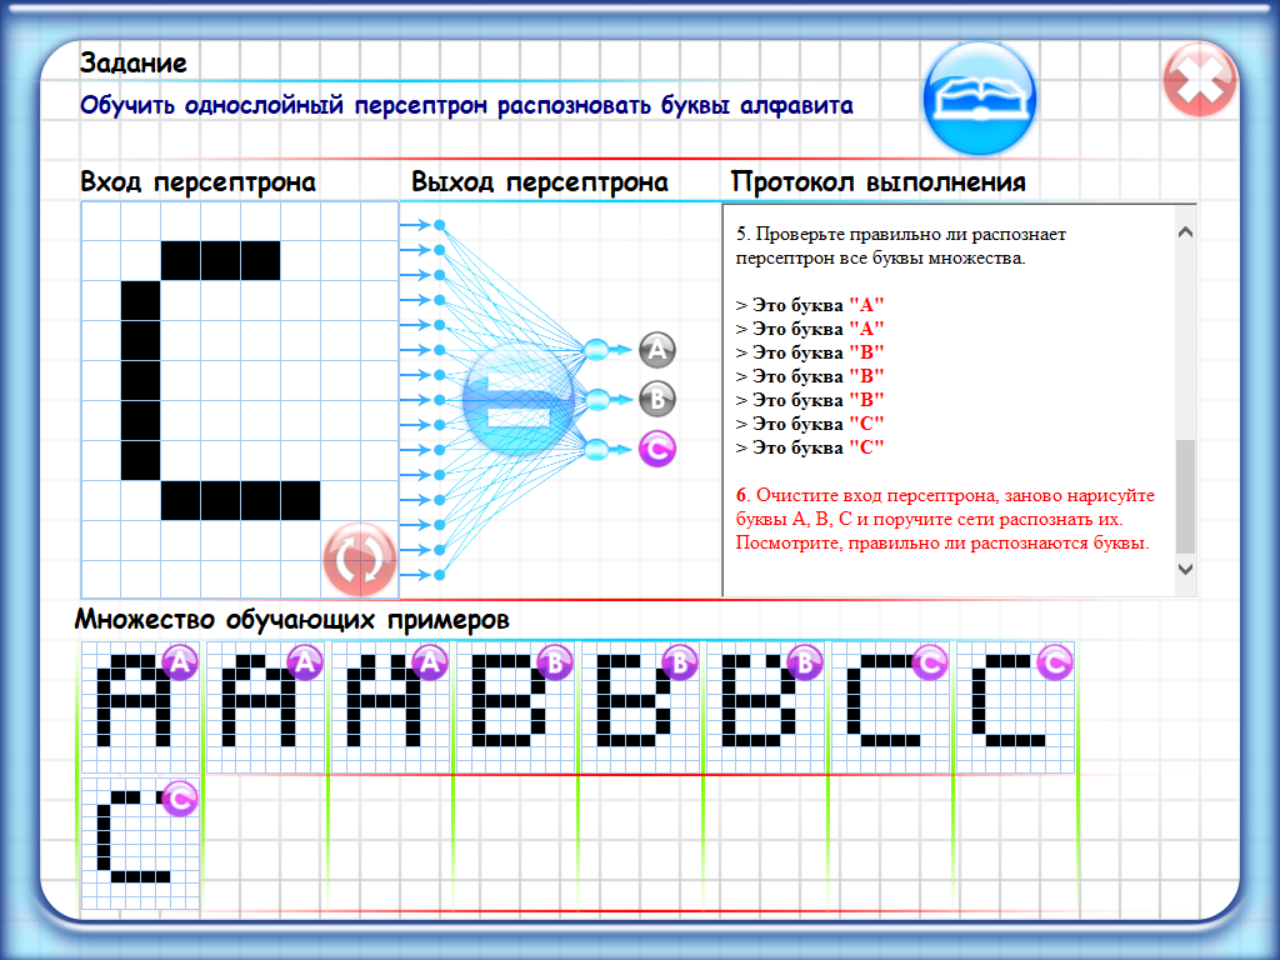 Задание
Обучить однослойный персептрон распозновать буквы алфавита
Вход персептрона
Выход персептрона
Протокол выполнения
A
B
C
5. Проверьте правильно ли распознает
персептрон все буквы множества.
> Это буква "A"
> Это буква "A"
> Это буква "B"
> Это буква "B"
> Это буква "B"
> Это буква "C"
> Это буква "C"
6. Очистите вход персептрона, заново нарисуйте
буквы A, B, C и поручите сети распознать их.
Посмотрите, правильно ли распознаются буквы.
Множество обучающих примеров
A A A B B B C C
C